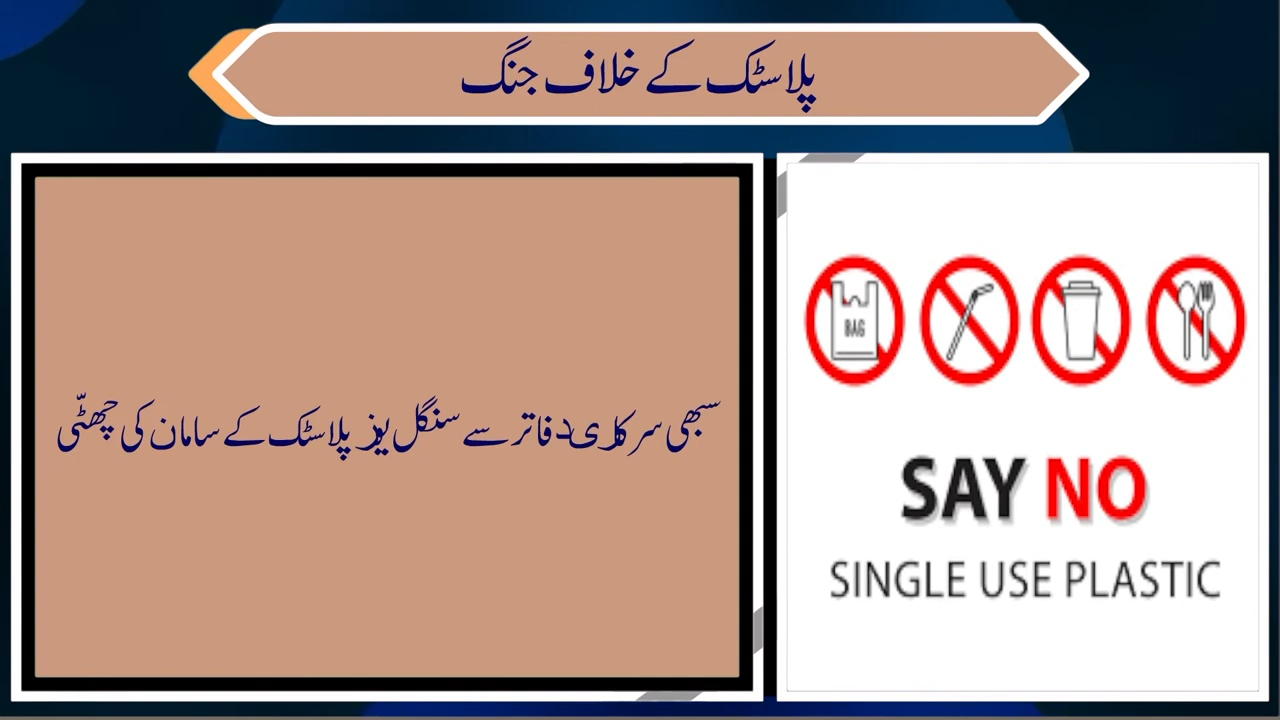 پلاسٹک کے خلاف جنگ
سبھی سرکاری دفاتر سے سنگل یوز پلاسٹک کے سامان کی چھٹّی
BAG
SAY NO
SINGLE USE PLASTIC